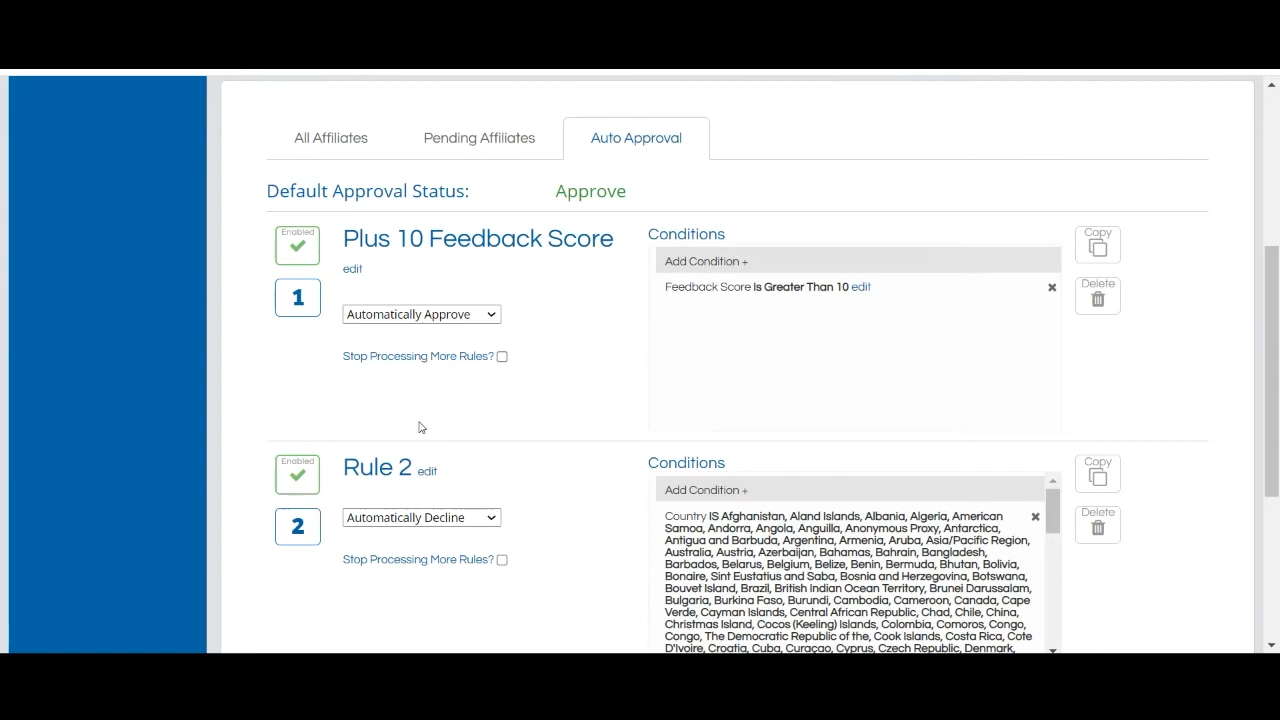 All Affiliates
Pending Affiliates
Auto Approval
Default Approval Status:
Approve
Enabled
1
Plus 10 Feedback Score
edit
Automatically Approve
Stop Processing More Rules?
Conditions
Add Condition +
Feedback Score Is Greater Than 10 edit
Copy
Delete
Enabled
2
Rule 2 edit
Automatically Decline
Stop Processing More Rules?
Conditions
Add Condition +
Country IS Afghanistan, Aland Islands, Albania, Algeria, American
Samoa, Andorra, Angola, Anguilla, Anonymous Proxy, Antarctica,
Antigua and Barbuda, Argentina, Armenia, Aruba, Asia/Pacific Region,
Australia, Austria, Azerbaijan, Bahamas, Bahrain, Bangladesh,
Barbados, Belarus, Belgium, Belize, Benin, Bermuda, Bhutan, Bolivia,
Bonaire, Sint Eustatius and Saba, Bosnia and Herzegovina, Botswana,
Bouvet Island, Brazil, British Indian Ocean Territory, Brunei Darussalam,
Bulgaria, Burkina Faso, Burundi, Cambodia, Cameroon, Canada, Cape
Verde, Cayman Islands, Central African Republic, Chad, Chile, China,
Christmas Island, Cocos (Keeling) Islands, Colombia, Comoros, Congo,
Congo, The Democratic Republic of the, Cook Islands, Costa Rica, Cote
D'Ivoire, Croatia, Cuba, Curaçao, Cyprus, Czech Republic, Denmark,
Copy
Delete